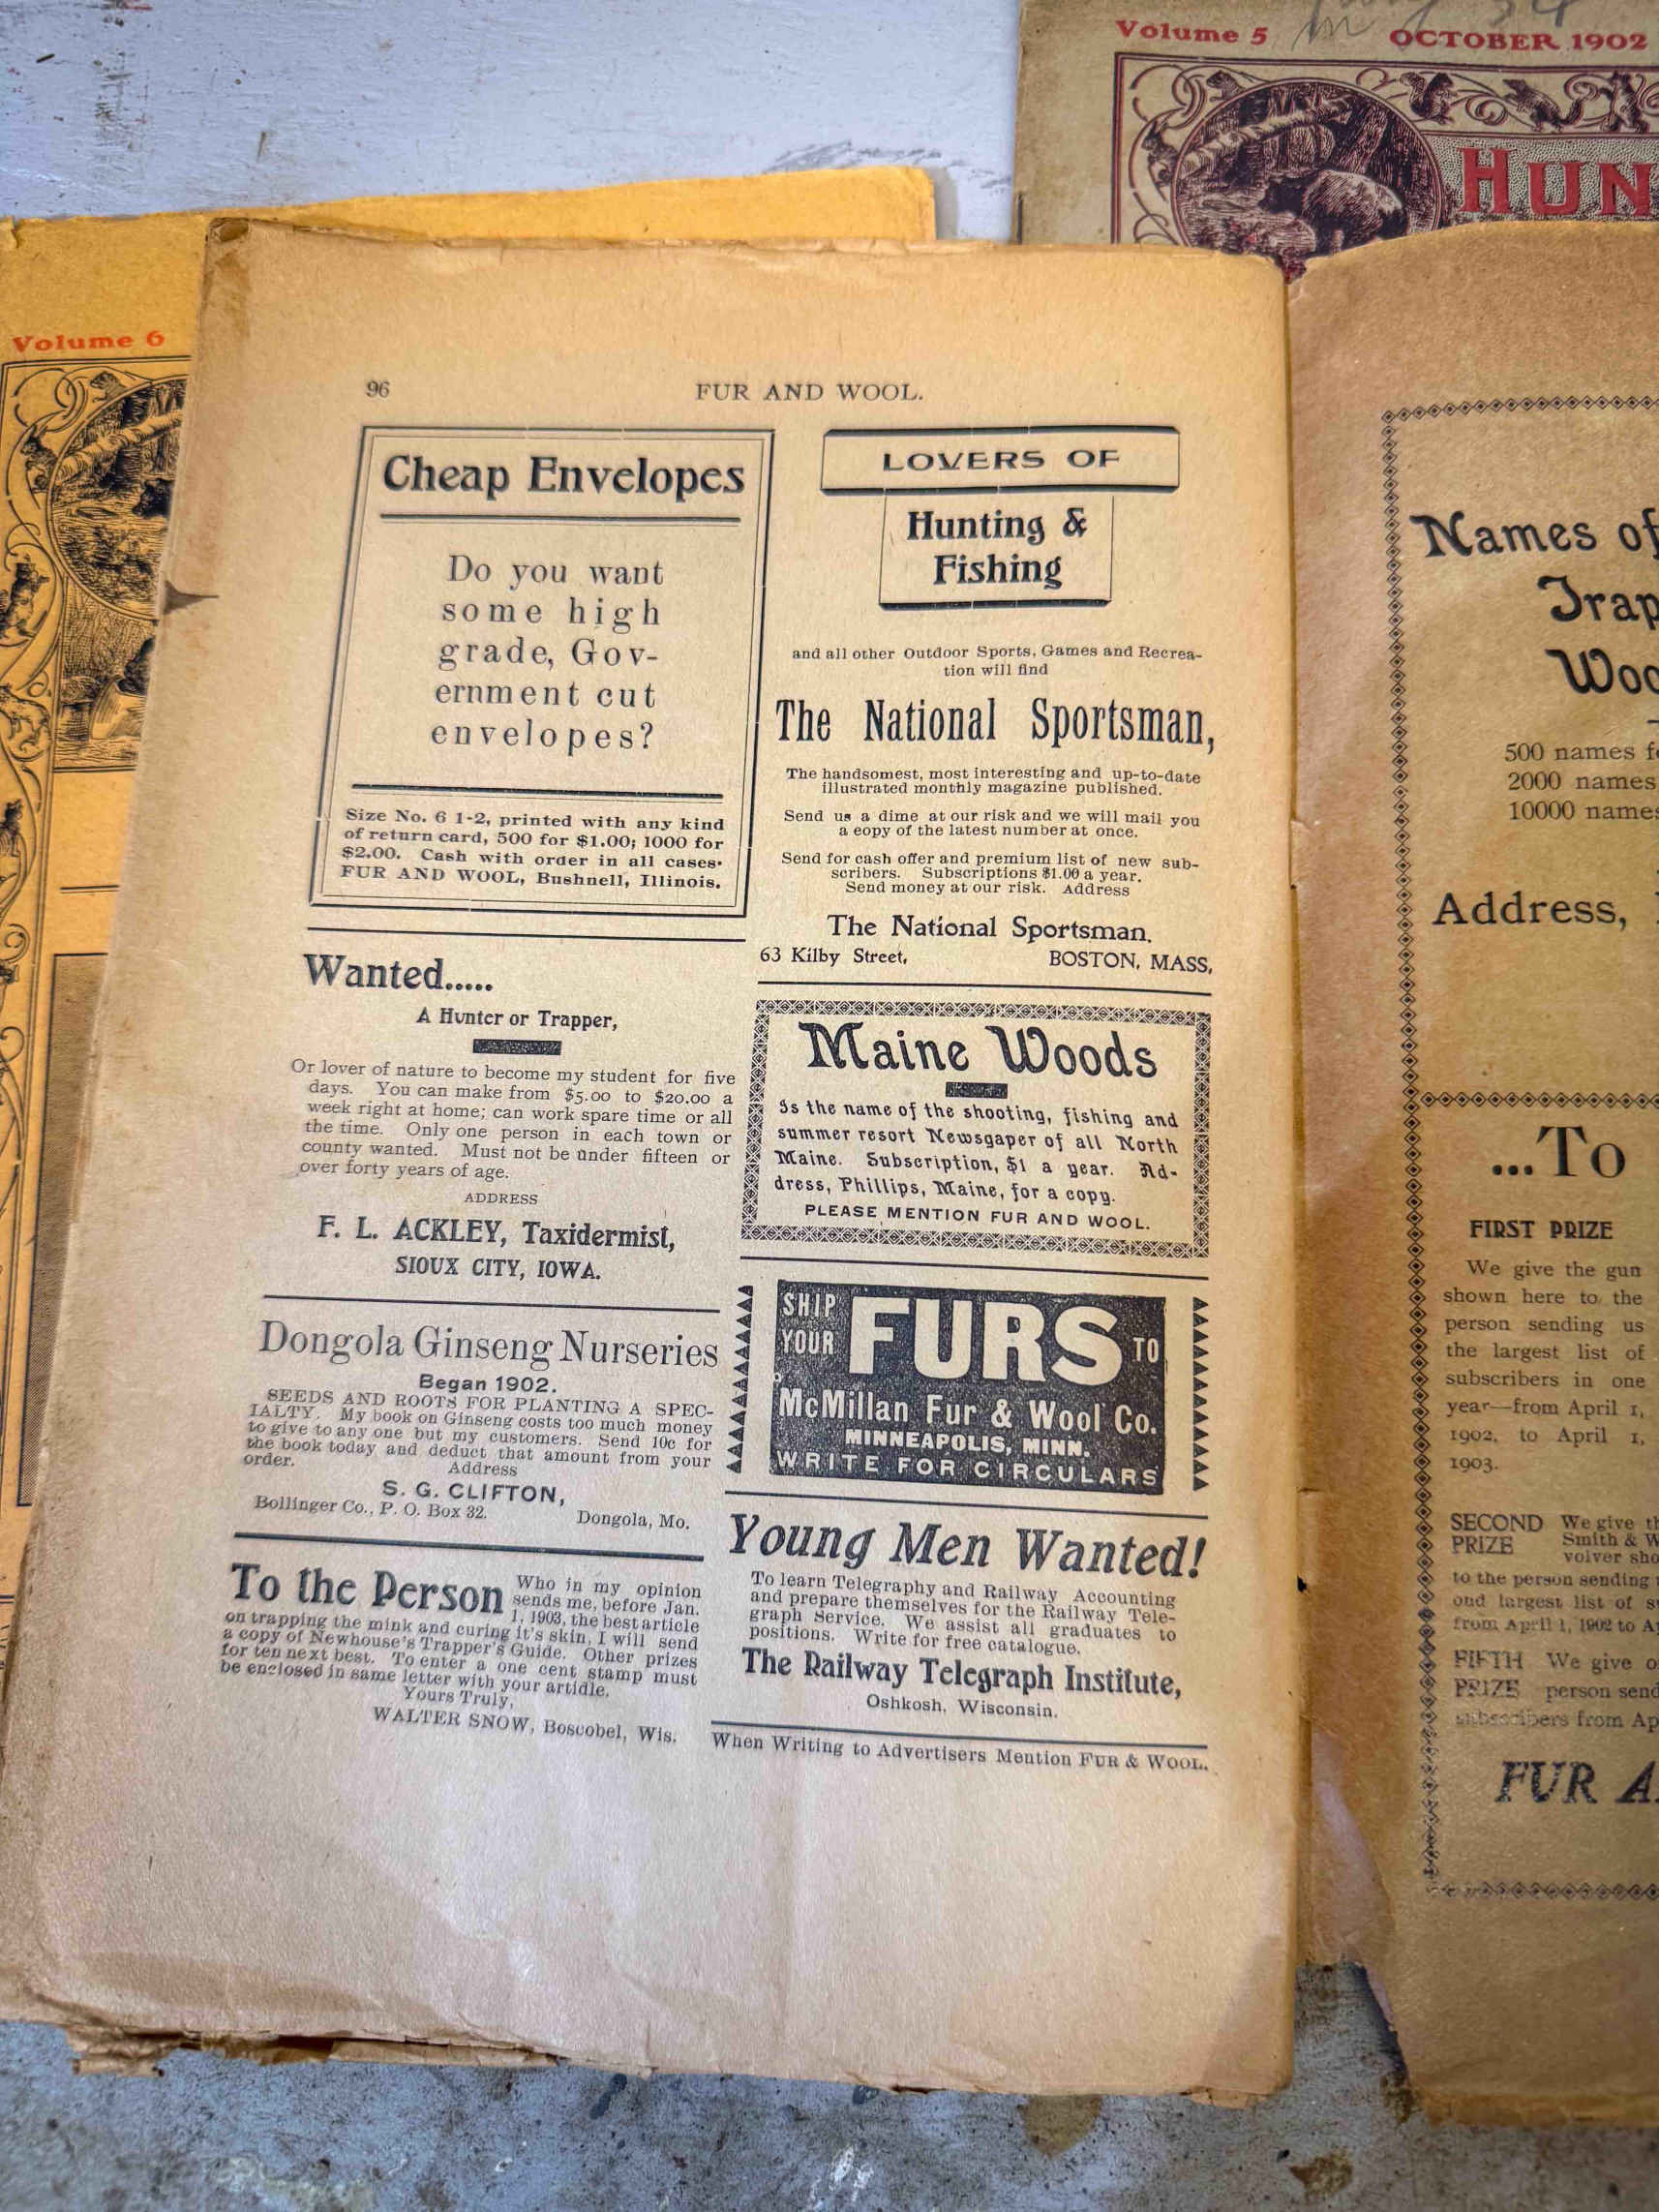 Volume 5
OCTOBER 1902
HUN
Volume 6
96
FUR AND WOOL.
Cheap Envelopes
Do you want
some high
grade, Gov-
ernment cut
envelopes?
Size No. 6 1-2, printed with any kind
of return card, 500 for $1.00; 1000 for
$2.00. Cash with order in all cases.
FUR AND WOOL, Bushnell, Illinois.
Wanted.....
A Hunter or Trapper,
Or lover of nature to become my student for five
days. You can make from $5.00 to $20.00 a
week right at home; can work spare time or all
the time. Only one person in each town or
county wanted. Must not be under fifteen or
over forty years of age.
ADDRESS
F. L. ACKLEY, Taxidermist,
SIOUX CITY, IOWA.
Dongola Ginseng Nurseries
Began 1902.
SEEDS AND ROOTS FOR PLANTING A SPEC-
IALTY. My book on Ginseng costs too much money
to give to any one but my customers. Send 10c for
the book today and deduct that amount from your
order.
Address
S. G. CLIFTON,
Bollinger Co., P. O. Box 32. Dongola, Mo.
To the Person Who in my opinion
sends me, before Jan.
1, 1903, the best article
on trapping the mink and curing it's skin, I will send
a copy of Newhouse's Trapper's Guide. Other prizes
for ten next best. To enter a one cent stamp must
be enclosed in same letter with your artidle.
Yours Truly,
WALTER SNOW, Boscobel, Wis.
LOVERS OF
Hunting &
Fishing
and all other Outdoor Sports, Games and Recrea-
tion will find
The National Sportsman,
The handsomest, most interesting and up-to-date
illustrated monthly magazine published.
Send us a dime at our risk and we will mail you
a eopy of the latest number at once.
Send for cash offer and premium list of new sub-
scribers. Subscriptions $1.00 a year.
Send money at our risk. Address
The National Sportsman.
63 Kilby Street, BOSTON, MASS,
Maine Woods
Is the name of the shooting, fishing and
summer resort Newsgaper of all North
Maine. Subscription, $1 a year. Ad-
dress, Phillips, Maine, for a copy.
PLEASE MENTION FUR AND WOOL.
SHIP
YOUR
FURS
TO
McMillan Fur & Wool Co.
MINNEAPOLIS, MINN.
WRITE FOR CIRCULARS
Young Men Wanted!
To learn Telegraphy and Railway Accounting
and prepare themselves for the Railway Tele-
graph Service. We assist all graduates to
positions. Write for free catalogue.
The Railway Telegraph Institute,
Oshkosh, Wisconsin.
When Writing to Advertisers Mention FUR & WOOL.
Names of
Trap
Woo
500 names f
2000 names
10000 names
Address,
...To
FIRST PRIZE
We give the gun
shown here to the
person sending us
the largest list of
subscribers in one
year—from April 1,
1902, to April 1,
1903.
SECOND PRIZE We give th
Smith & W
volver sho
to the person sending
ond largest list of s
from April 1, 1902 to A
FIFTH PRIZE We give o
person send
subscribers from Ap
FUR A